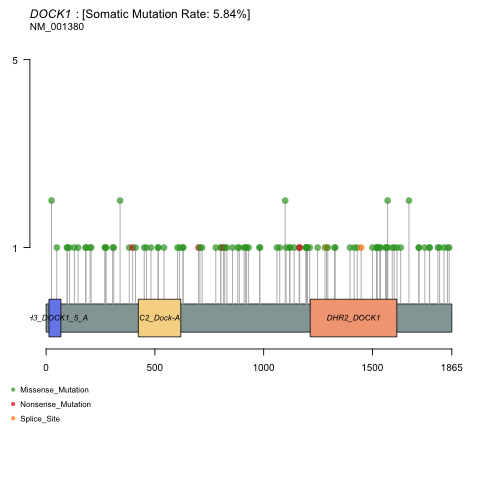 DOCK1 : [Somatic Mutation Rate: 5.84%]
NM_001380
5
1
H3_DOCK1_5_A C2_Dock-A DHR2_DOCK1
0 500 1000 1500 1865
Missense_Mutation
Nonsense_Mutation
Splice_Site